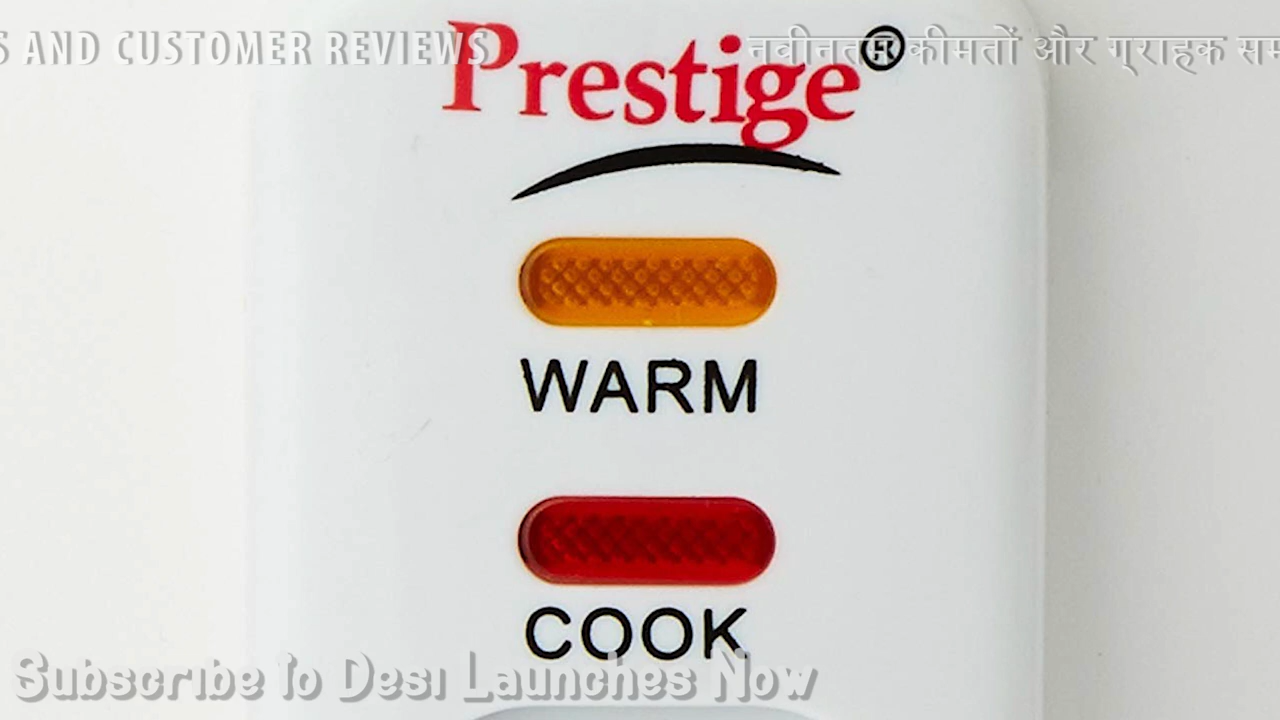 S AND CUSTOMER REVIEWS नवीनतम कीमतों और ग्राहक सम
Prestige®
WARM
COOK
Subscribe to Desi Launches Now